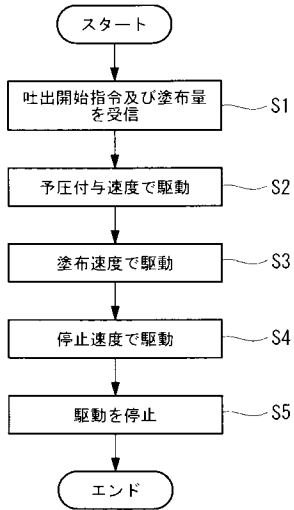 スタート
吐出開始指令及び塗布量
を受信
S1
予圧付与速度で駆動
S2
塗布速度で駆動
S3
停止速度で駆動
S4
駆動を停止
S5
エンド